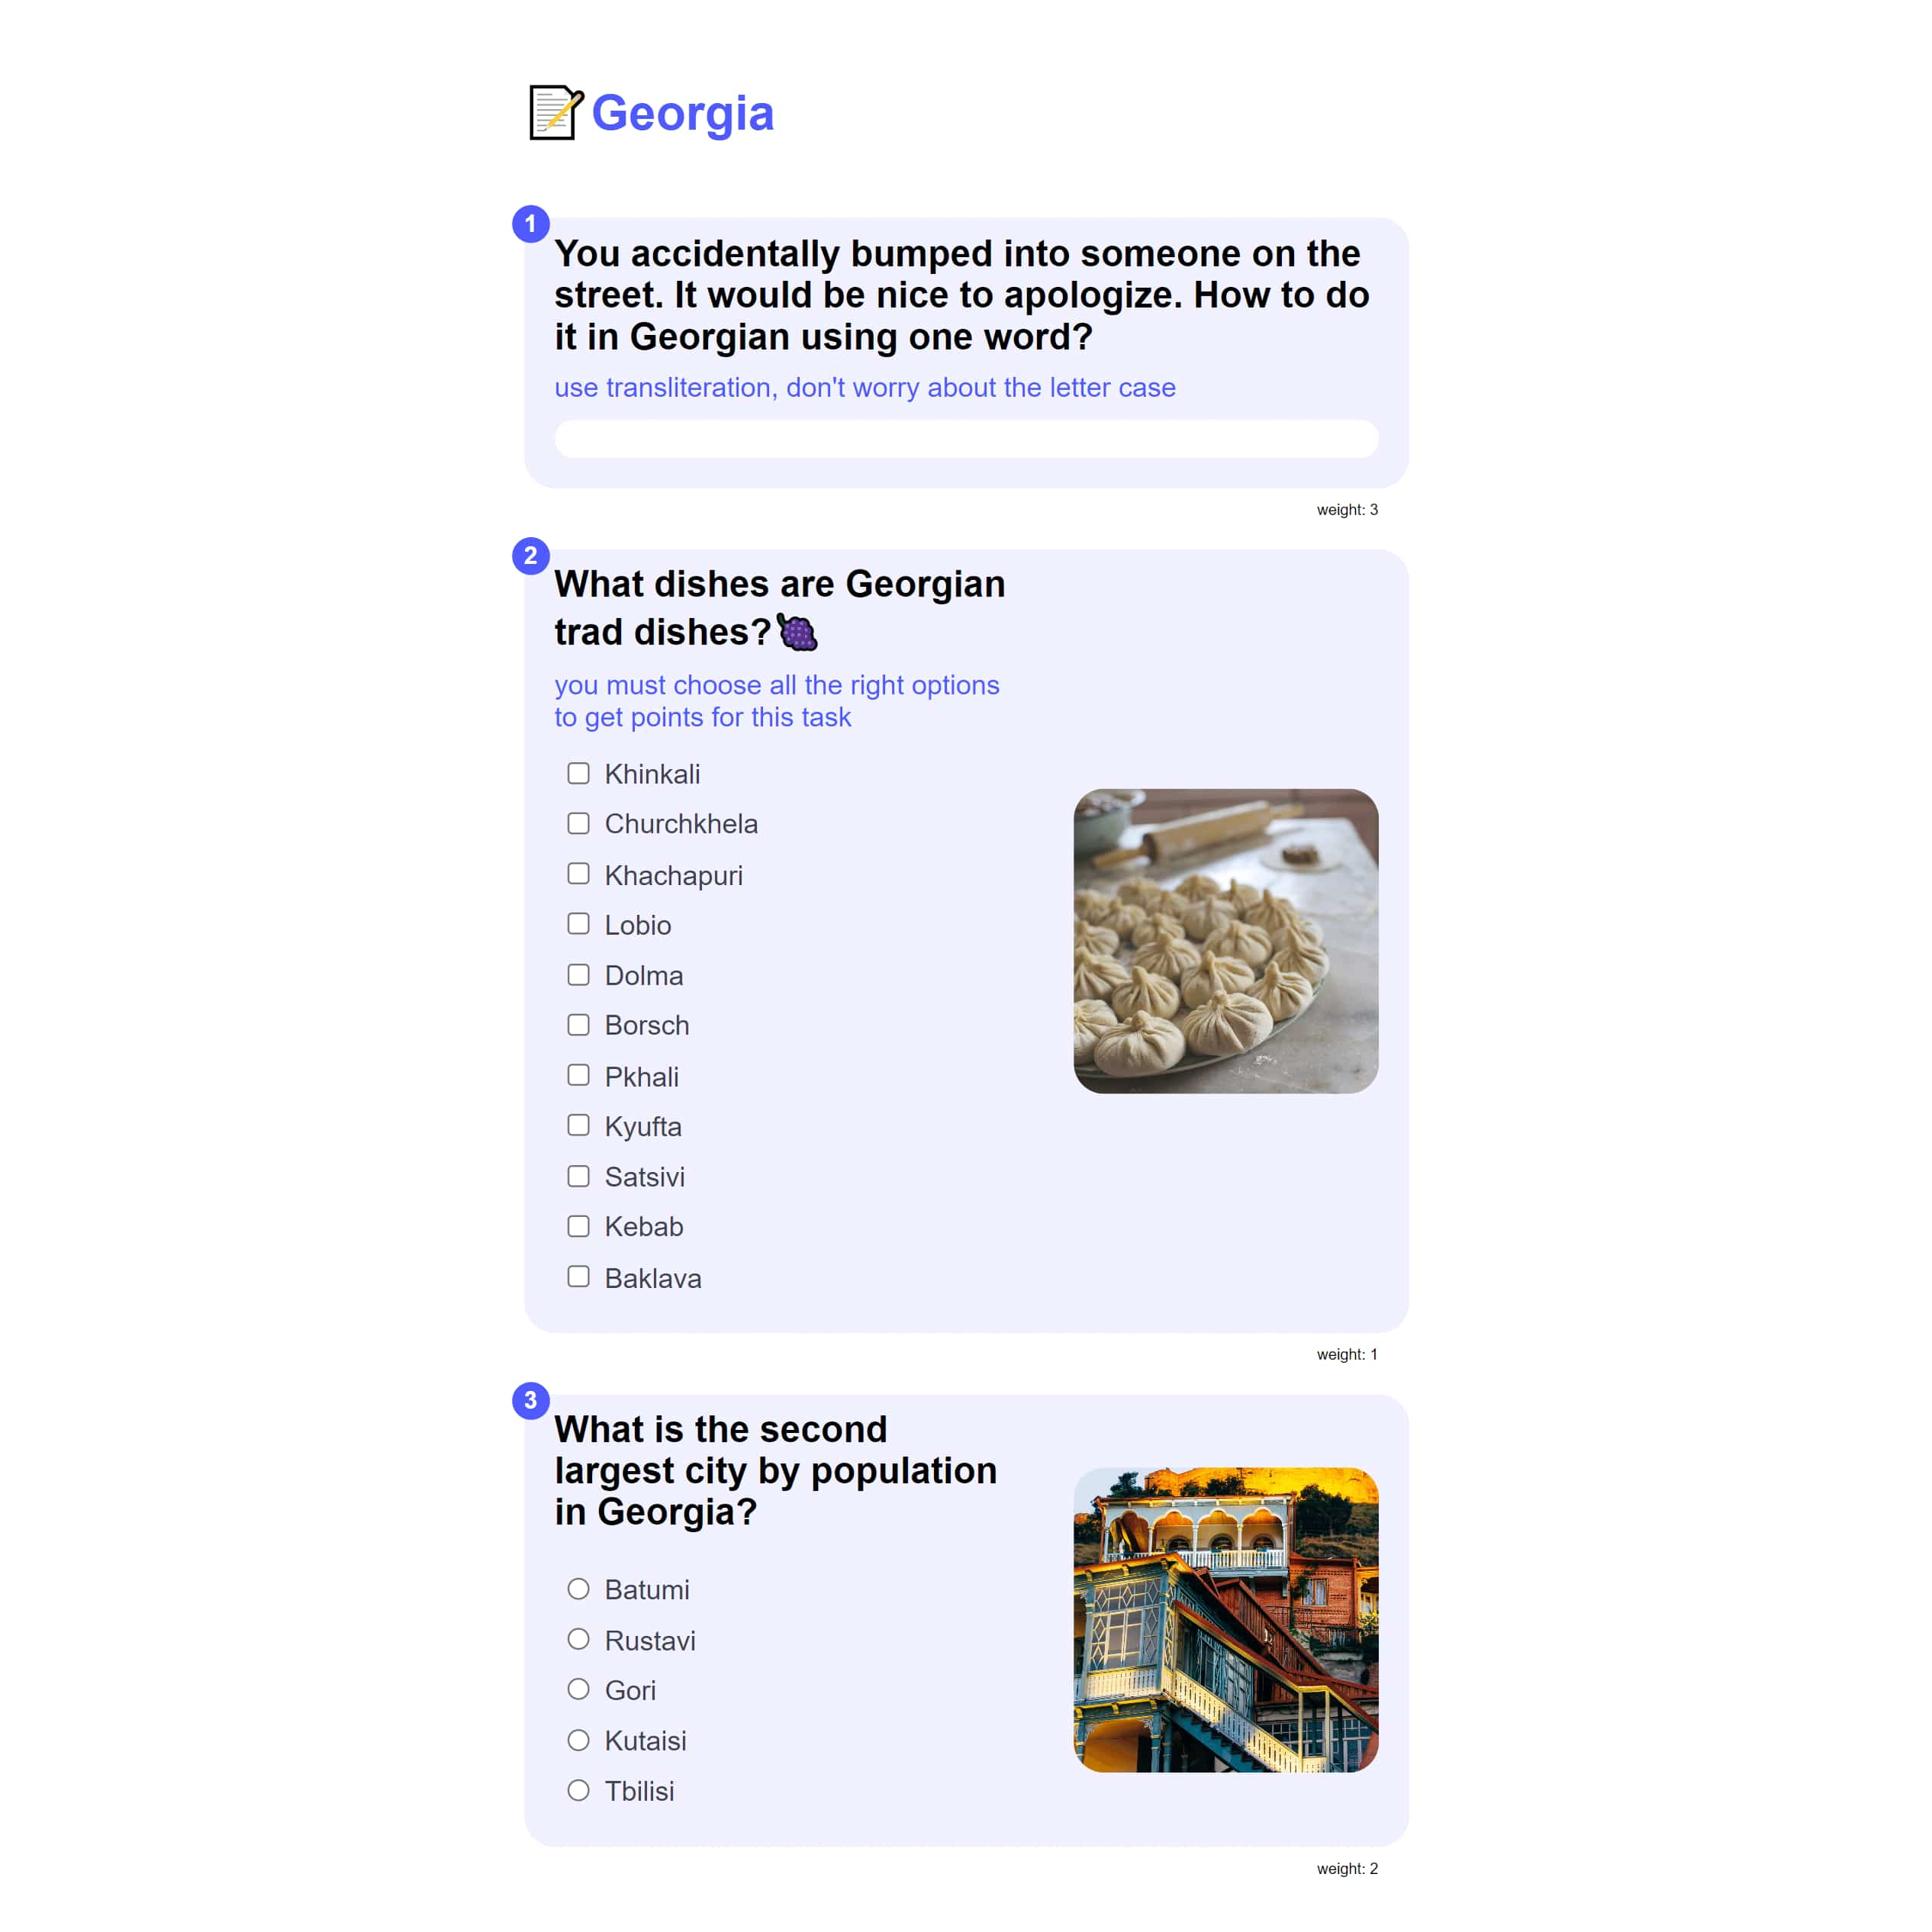 Georgia
1
You accidentally bumped into someone on the
street. It would be nice to apologize. How to do
it in Georgian using one word?
use transliteration, don't worry about the letter case
weight: 3
2
What dishes are Georgian
trad dishes?
you must choose all the right options
to get points for this task
Khinkali
Churchkhela
Khachapuri
Lobio
Dolma
Borsch
Pkhali
Kyufta
Satsivi
Kebab
Baklava
weight: 1
3
What is the second
largest city by population
in Georgia?
Batumi
Rustavi
Gori
Kutaisi
Tbilisi
weight: 2